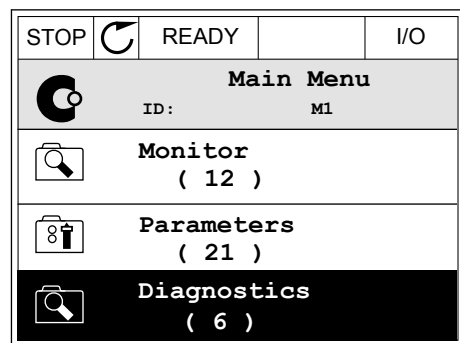 STOP READY I/O
Main Menu
ID: M1
Monitor
( 12 )
Parameters
( 21 )
Diagnostics
( 6 )